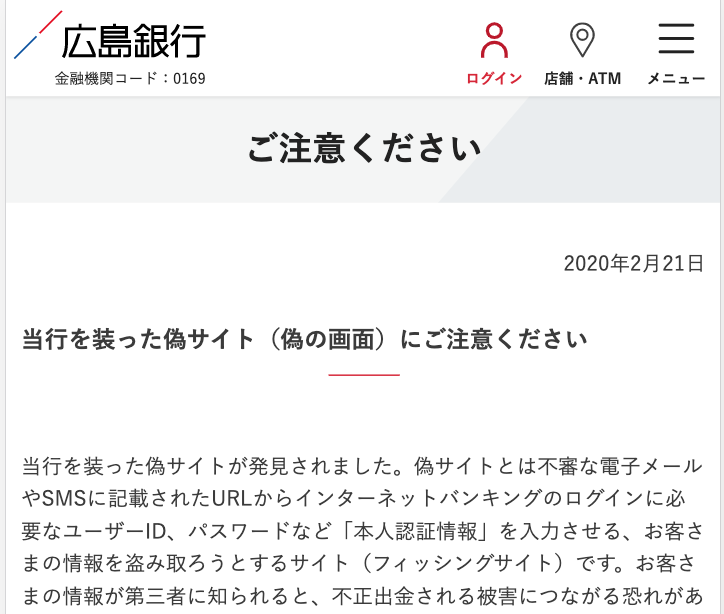 広島銀行
金融機関コード：0169
ログイン
店舗・ATM
メニュー
ご注意ください
2020年2月21日
当行を装った偽サイト（偽の画面）にご注意ください
当行を装った偽サイトが発見されました。偽サイトとは不審な電子メール
やSMSに記載されたURLからインターネットバンキングのログインに必
要なユーザーID、パスワードなど「本人認証情報」を入力させる、お客さ
まの情報を盗み取ろうとするサイト（フィッシングサイト）です。お客さ
まの情報が第三者に知られると、不正出金される被害につながる恐れがあ